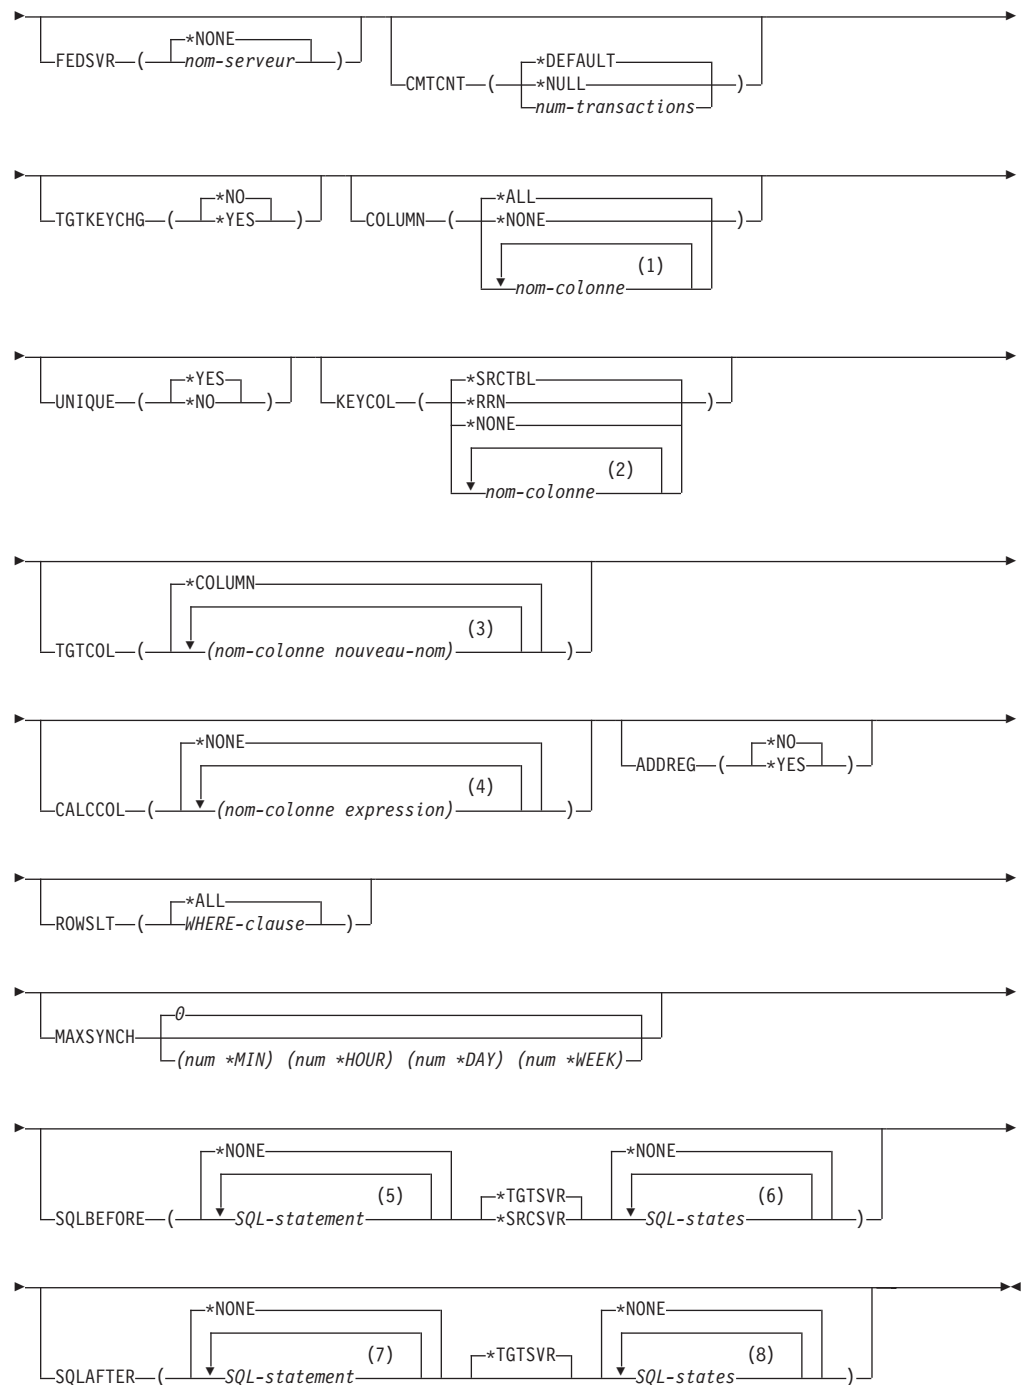 *NONE
*DEFAULT
FEDSVR ( nom-serveur )
CMTCNT ( *NULL )
num-transactions
*NO
*ALL
TGTKEYCHG ( *YES )
COLUMN ( *NONE )
(1)
nom-colonne
*YES
*SRCTBL
UNIQUE ( *NO )
KEYCOL ( *RRN )
*NONE
(2)
nom-colonne
*COLUMN
(3)
TGTCOL ( (nom-colonne nouveau-nom) )
*NONE
*NO
ADDREG ( *YES )
(4)
CALCCOL ( (nom-colonne expression) )
*ALL
ROWSLT ( WHERE-clause )
0
MAXSYNCH
(num *MIN) (num *HOUR) (num *DAY) (num *WEEK)
*NONE *NONE
(5) *TGTSVR (6)
SQLBEFORE ( SQL-statement *SRCSVR SQL-states )
*NONE *NONE
(7) *TGTSVR (8)
SQLAFTER ( SQL-statement SQL-states )